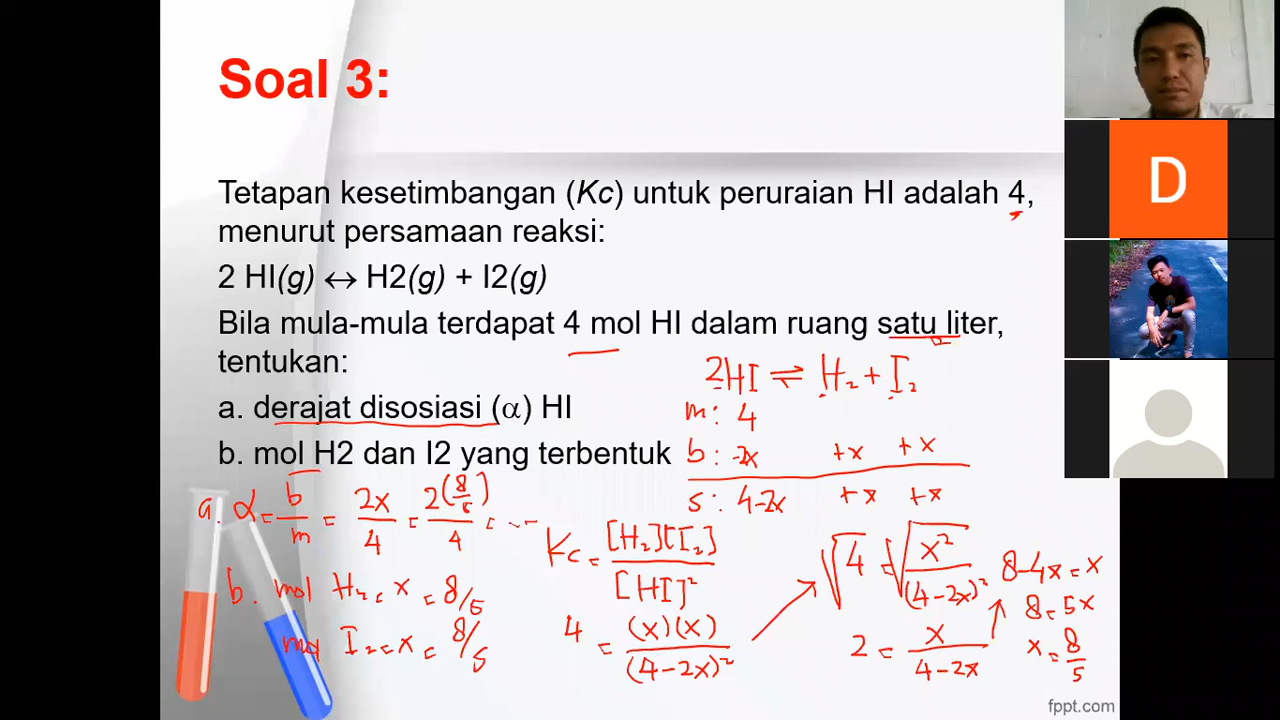 Soal 3:
Tetapan kesetimbangan (Kc) untuk peruraian HI adalah 4,
menurut persamaan reaksi:
2 HI(g) ↔ H2(g) + I2(g)
Bila mula-mula terdapat 4 mol HI dalam ruang satu liter,
tentukan:
a. derajat disosiasi (α) HI
b. mol H2 dan I2 yang terbentuk
2HI ⇌ H₂ + I₂
m: 4
b: -2x +x +x
s: 4-2x +x +x
a. α = b/m = 2x/4 = 2(8/5)/4 = ...
b. mol H₂ = x = 8/5
mol I₂ = x = 8/5
Kc = [H₂][I₂]/[HI]²
4 = (x)(x)/(4-2x)²
√4 = √x²/(4-2x)²
2 = x/4-2x
8-4x = x
8 = 5x
x = 8/5
D
fppt.com